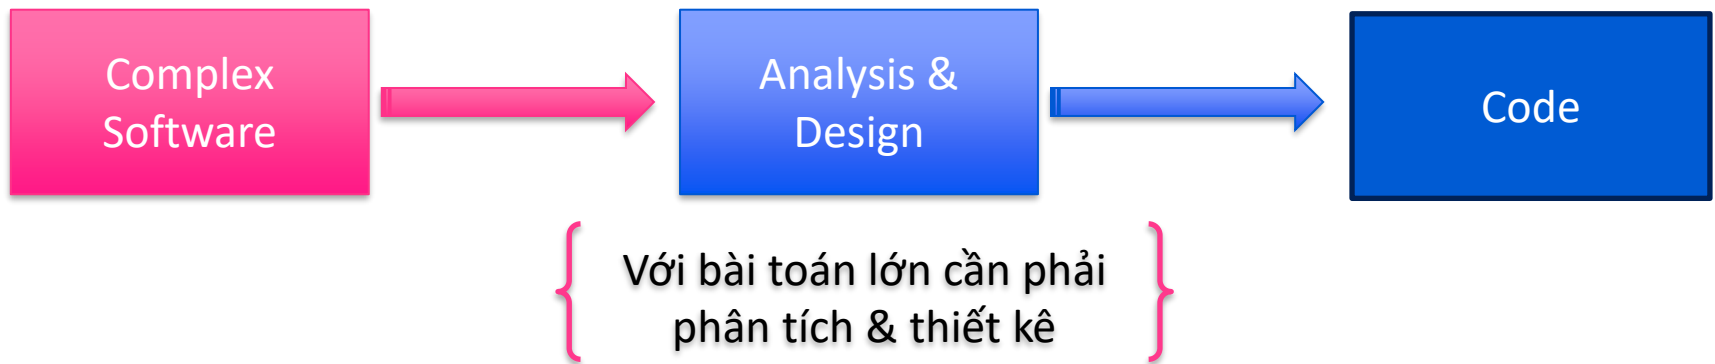 Complex
Software
Analysis &
Design
Code
Với bài toán lớn cần phải
phân tích & thiết kê